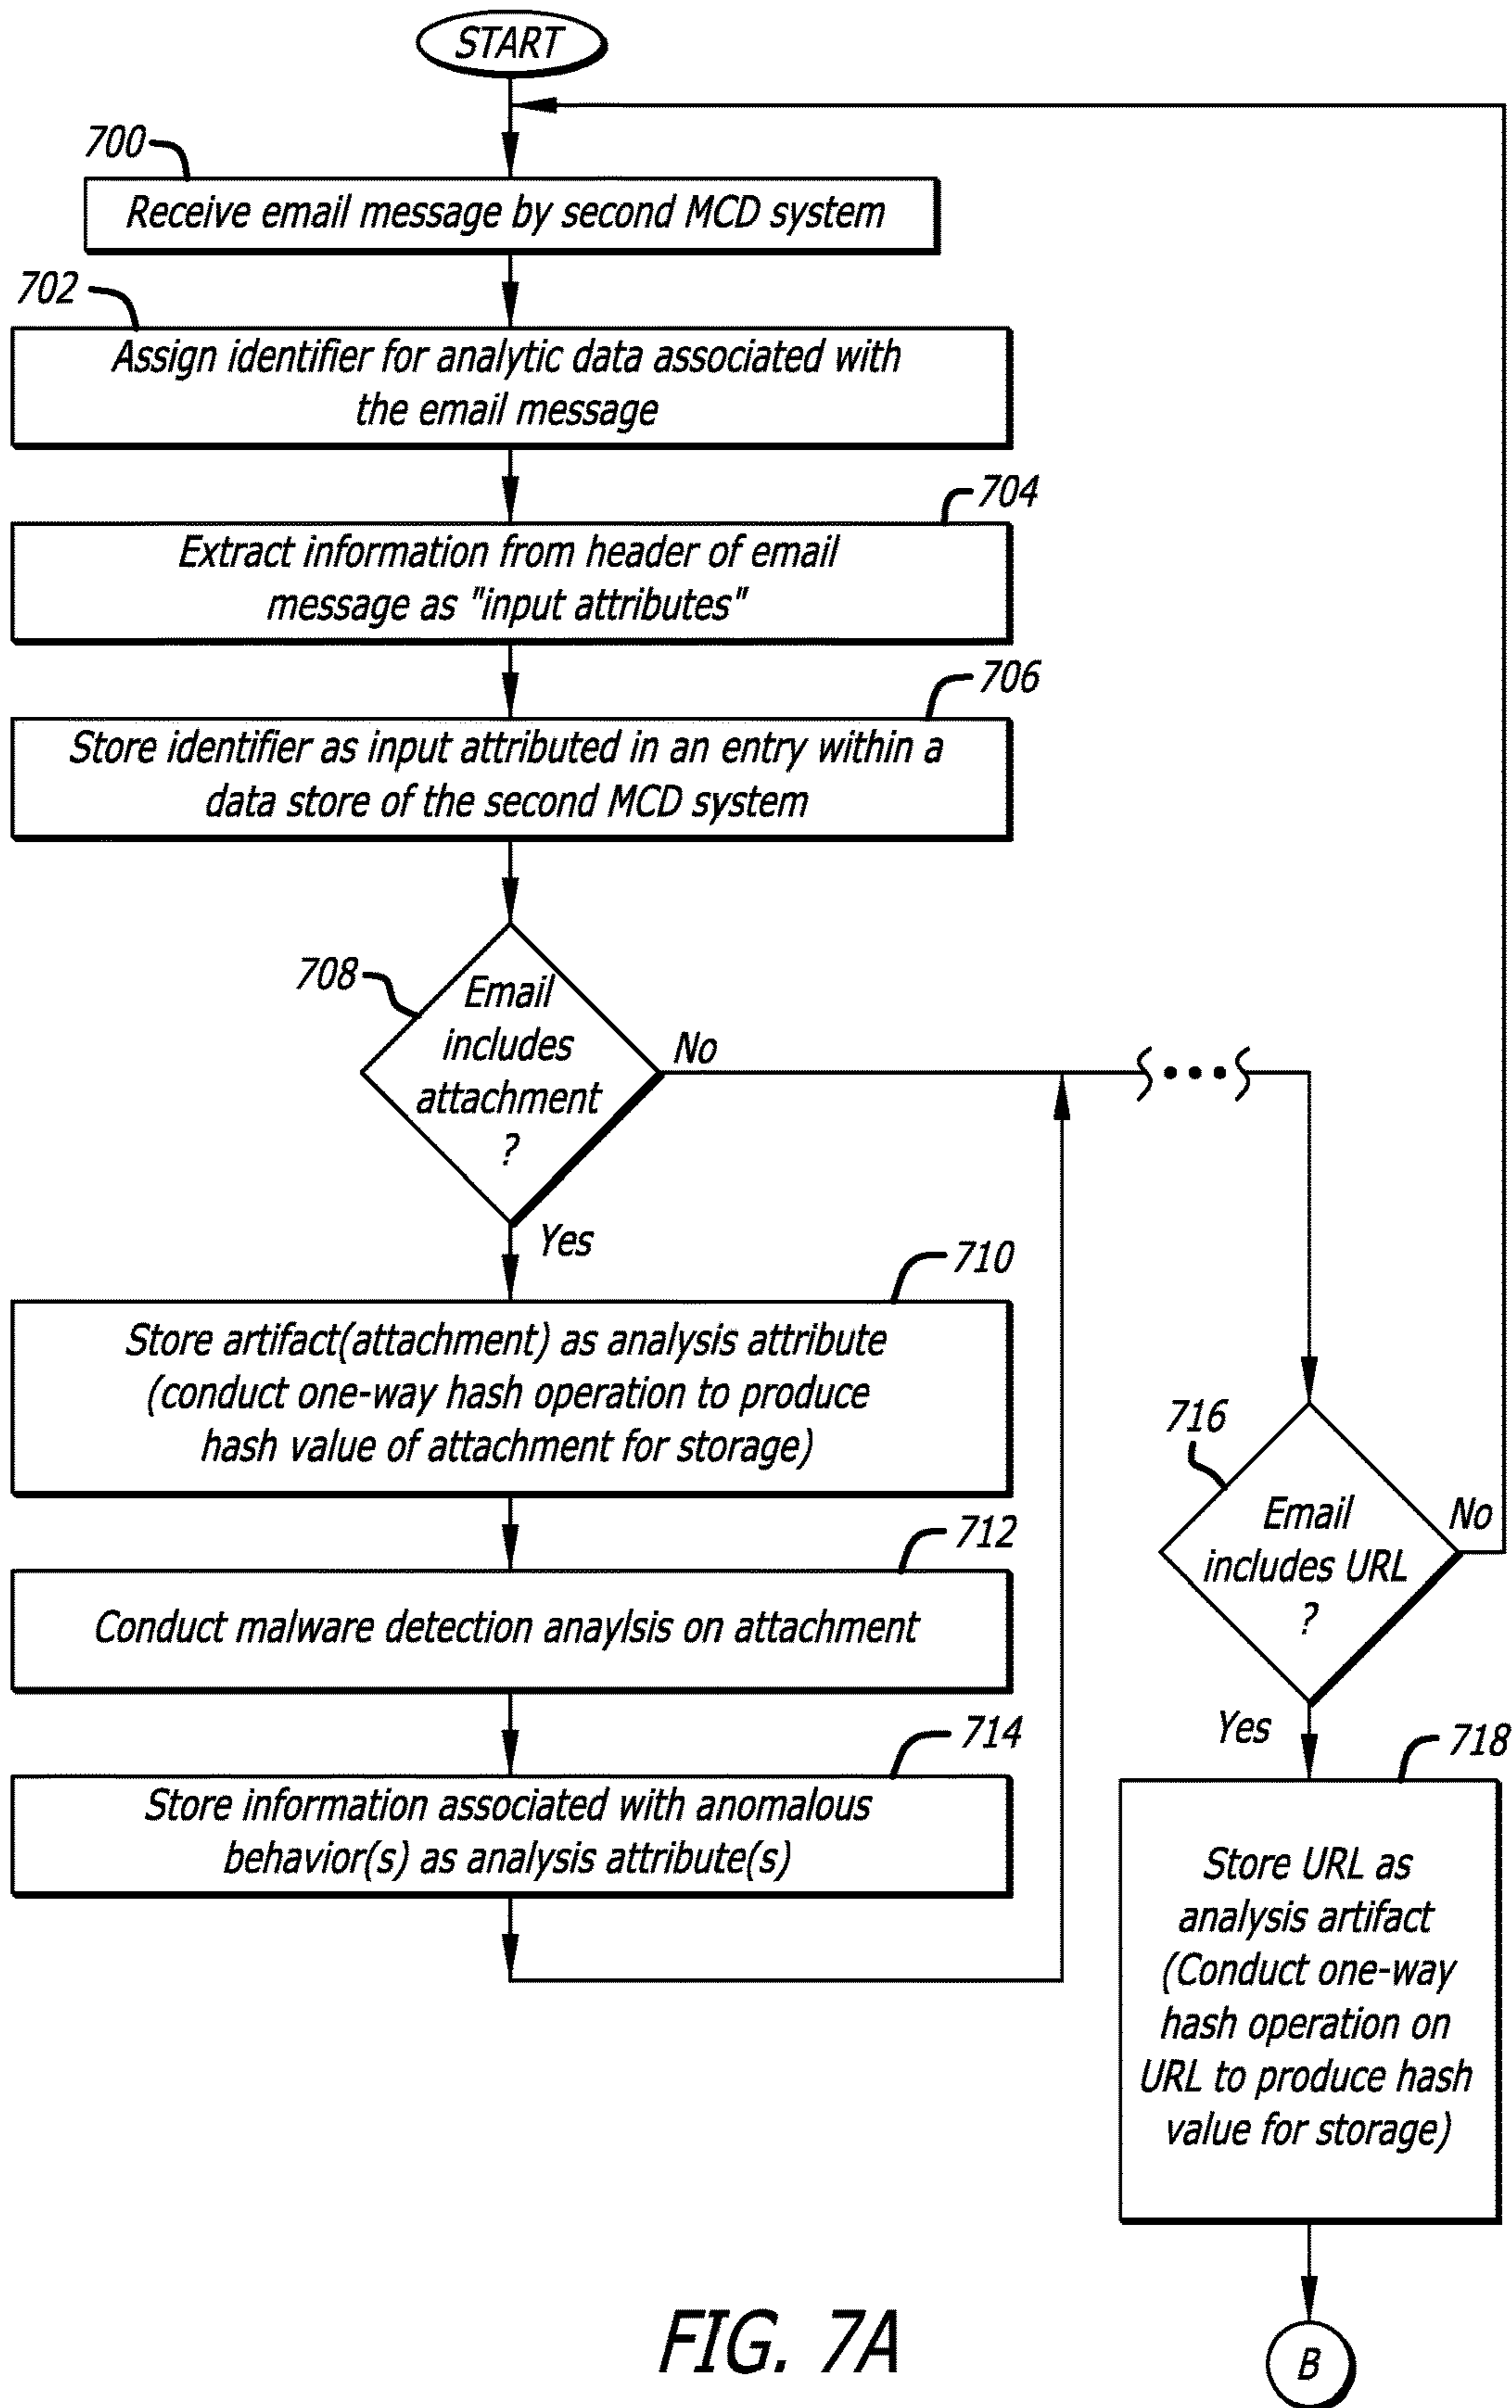 START
700
Receive email message by second MCD system
702
Assign identifier for analytic data associated with
the email message
704
Extract information from header of email
message as "input attributes"
706
Store identifier as input attributed in an entry within a
data store of the second MCD system
708
Email
includes
attachment
?
No
Yes
710
Store artifact(attachment) as analysis attribute
(conduct one-way hash operation to produce
hash value of attachment for storage)
712
Conduct malware detection anaylsis on attachment
714
Store information associated with anomalous
behavior(s) as analysis attribute(s)
716
Email
includes URL
?
No
Yes
718
Store URL as
analysis artifact
(Conduct one-way
hash operation on
URL to produce hash
value for storage)
B
FIG. 7A